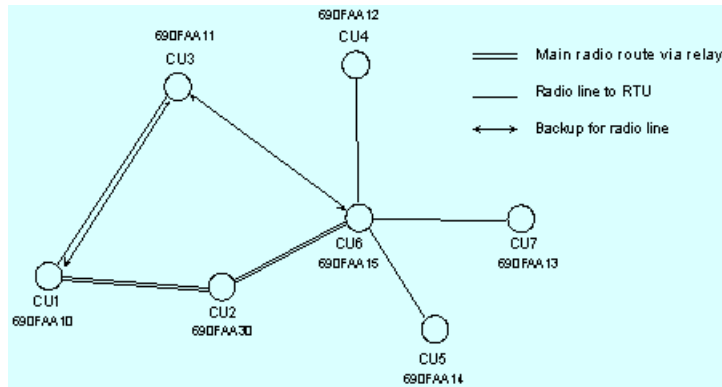 690FAA12
690FAA11
CU4
CU3
Main radio route via relay
Radio line to RTU
Backup for radio line
CU6
690FAA15
CU7
690FAA13
CU1
690FAA10
CU2
690FAA30
CU5
690FAA14